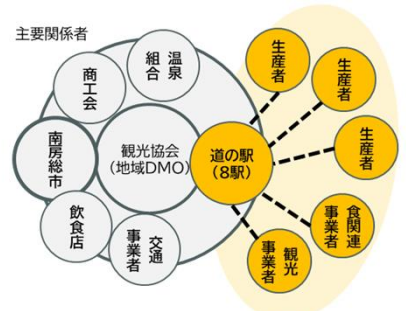 主要関係者
温泉
組合
商工会
南房総市
飲食店
交通
事業者
観光協会
（地域DMO）
道の駅
（8駅）
生産者
生産者
生産者
食関連
事業者
観光
事業者